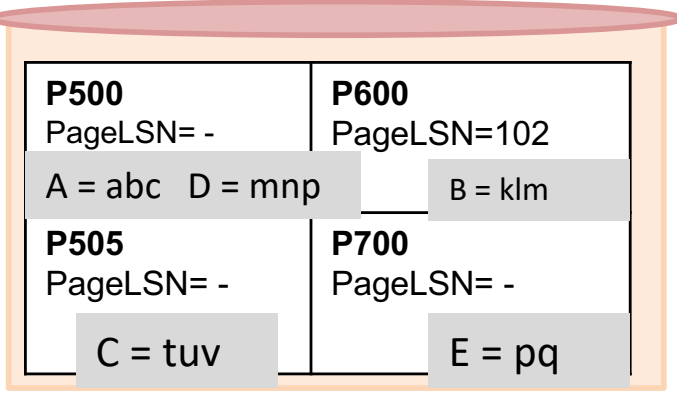 P500
PageLSN= -
A = abc D = mnp
P600
PageLSN=102
B = klm
P505
PageLSN= -
C = tuv
P700
PageLSN= -
E = pq